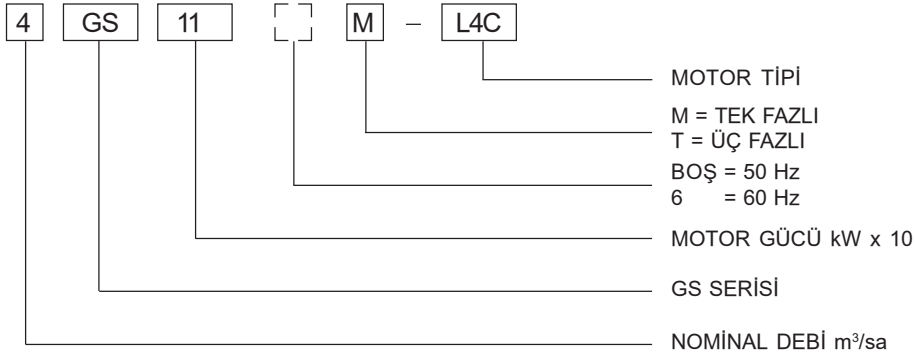 4 GS 11 M – L4C
MOTOR TİPİ
M = TEK FAZLI
T = ÜÇ FAZLI
BOŞ = 50 Hz
6 = 60 Hz
MOTOR GÜCÜ kW x 10
GS SERİSİ
NOMİNAL DEBİ m³/sa